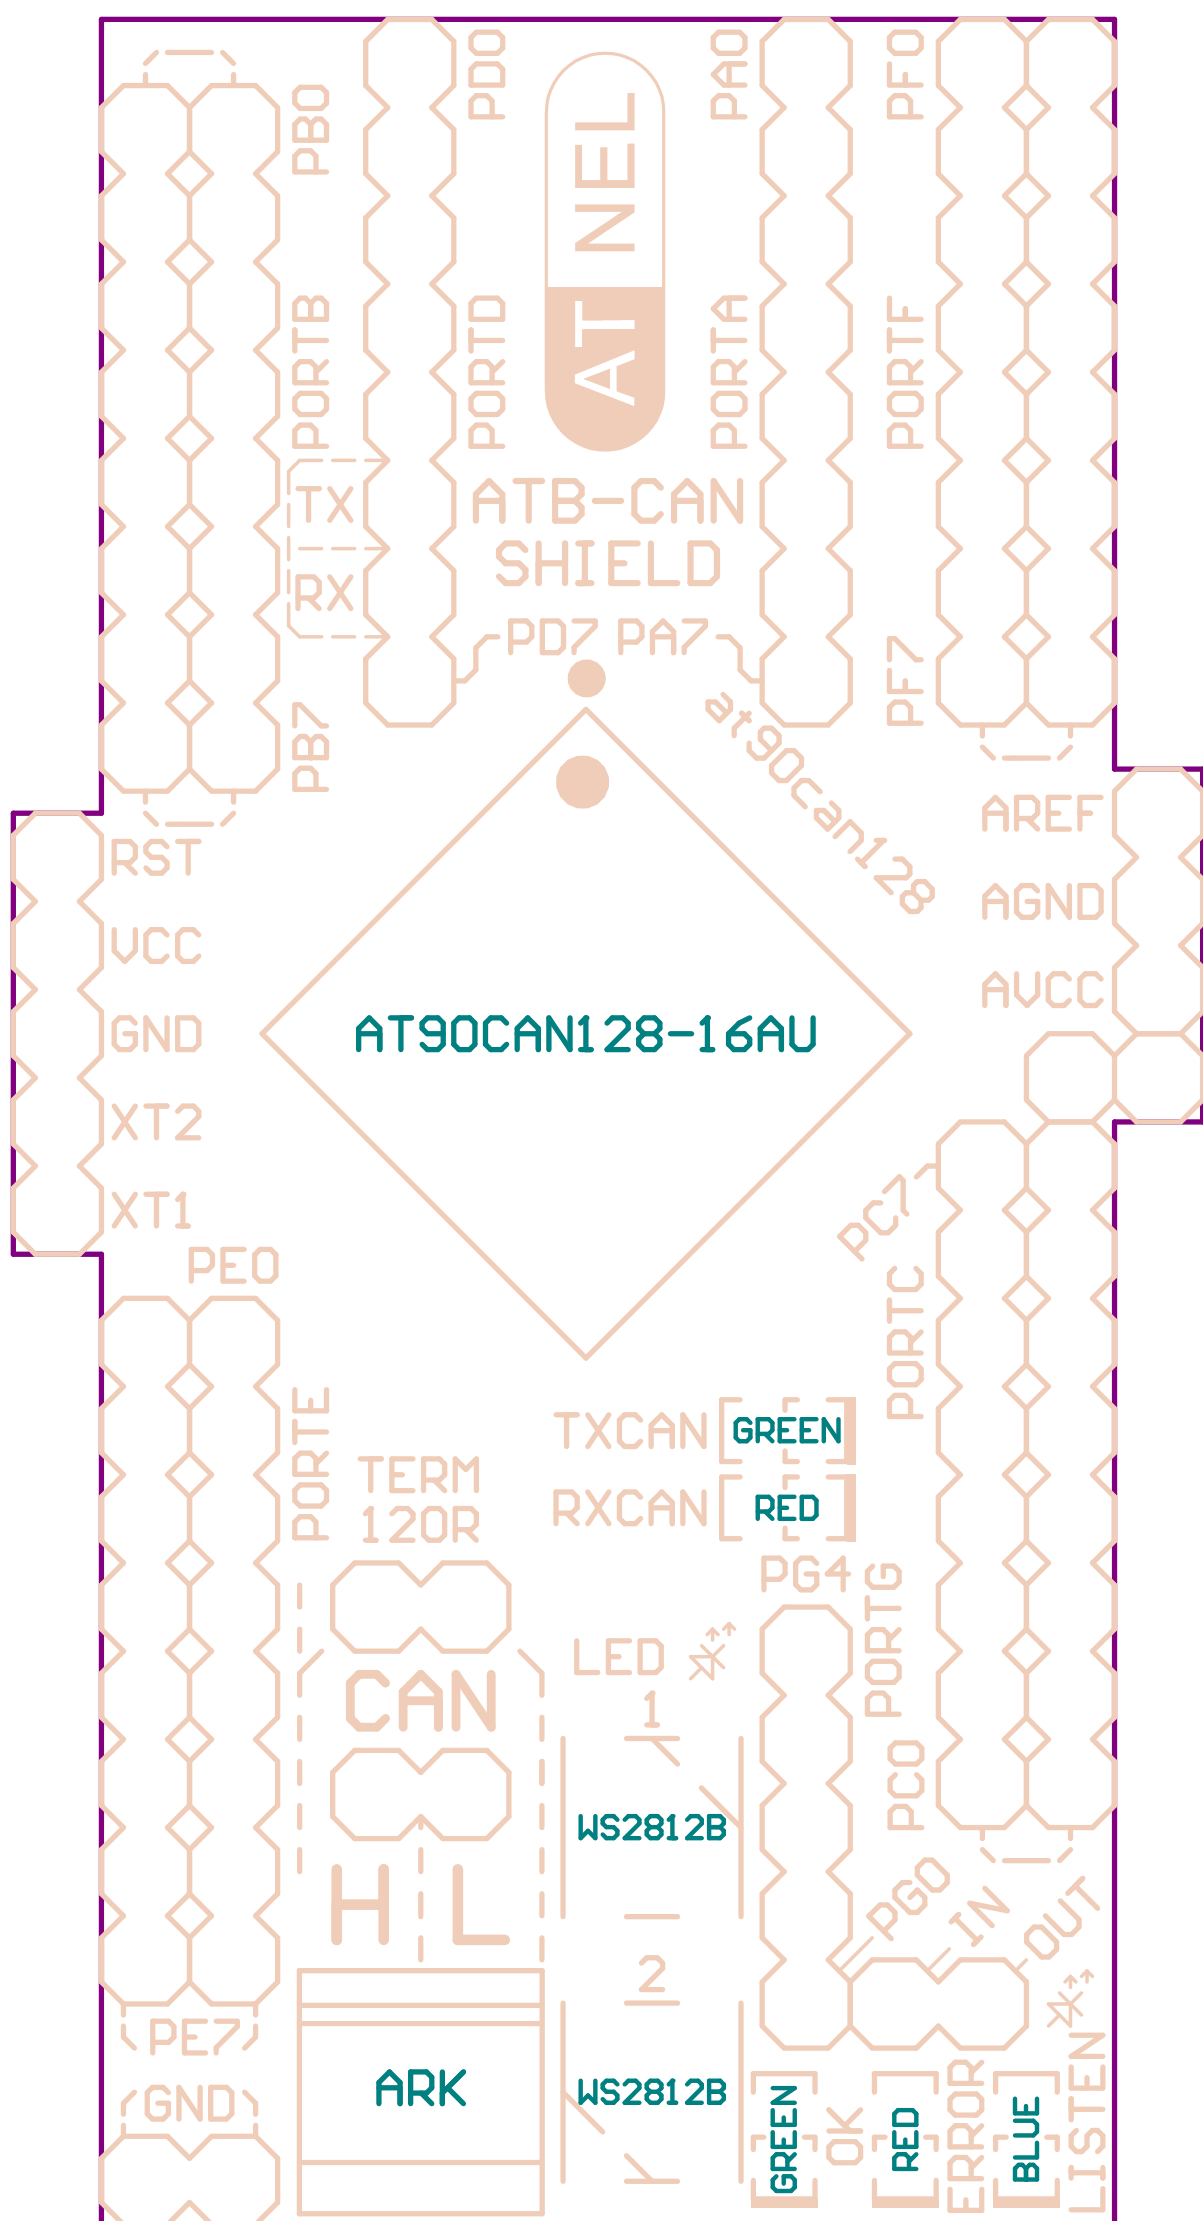 PB0
PD0
PA0
PF0
AT NEL
PORTB
PORTD
PORTA
PORTF
TX
RX
ATB-CAN
SHIELD
PD7 PA7
PB7
PF7
at90can128
RST
VCC
GND
XT2
XT1
AREF
AGND
AVCC
AT90CAN128-16AU
PE0
PC7
PORTC
PORTE
TXCAN
GREEN
RXCAN
RED
TERM
120R
PG4
PORTG
LED
CAN
1
PC0
WS2812B
H L
PG0
IN
OUT
2
PE7
GND
ARK
WS2812B
GREEN
OK
RED
ERROR
BLUE
LISTEN